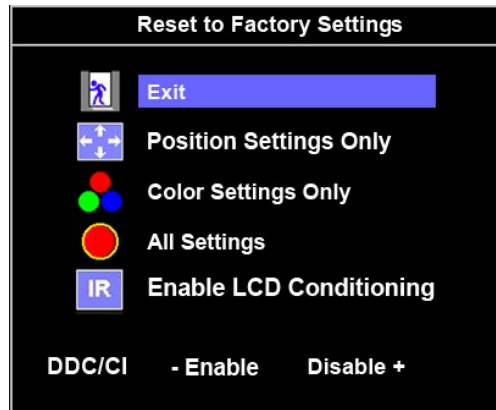 Reset to Factory Settings
Exit
Position Settings Only
Color Settings Only
All Settings
IR Enable LCD Conditioning
DDC/CI - Enable Disable +